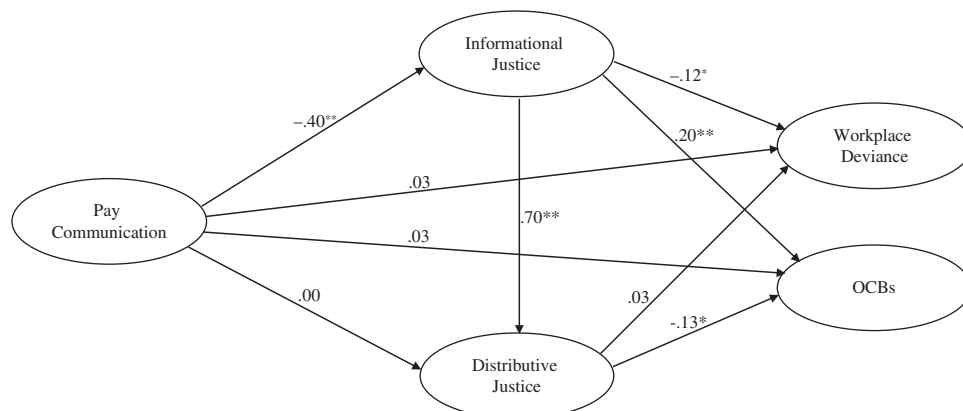 Informational
Justice
–.12*
–.40**
.20**
Workplace
Deviance
.03
Pay
Communication
.70**
.03
.00
.03
OCBs
-.13*
Distributive
Justice